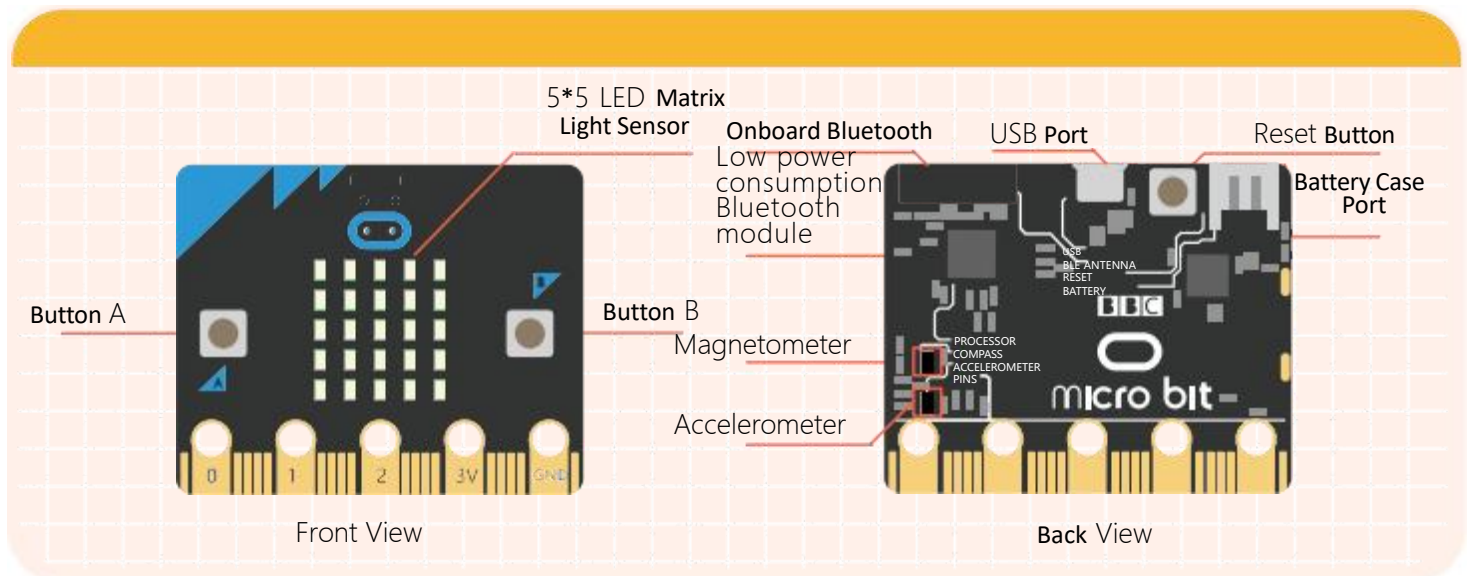 5*5 LED Matrix
Light Sensor
Button A
Button B
A
B
0
1
2
3V
GND
Front View
Onboard Bluetooth
Low power
consumption
Bluetooth
module
USB Port
Reset Button
Battery Case
Port
Magnetometer
Accelerometer
USB
BLE ANTENNA
RESET
BATTERY
BBC
PROCESSOR
COMPASS
ACCELEROMETER
PINS
micro bit
Back View